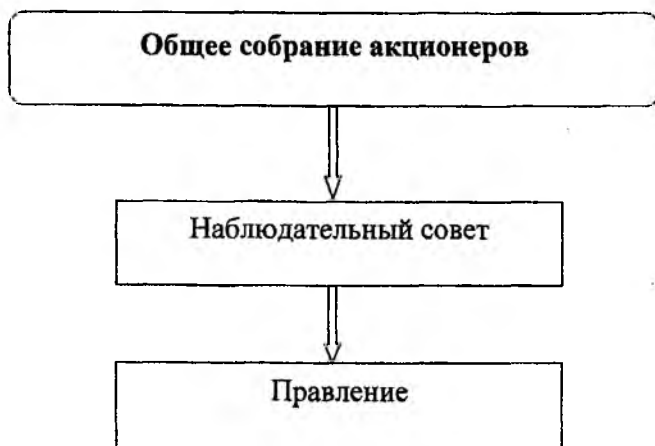 Общее собрание акционеров
Наблюдательный совет
Правление